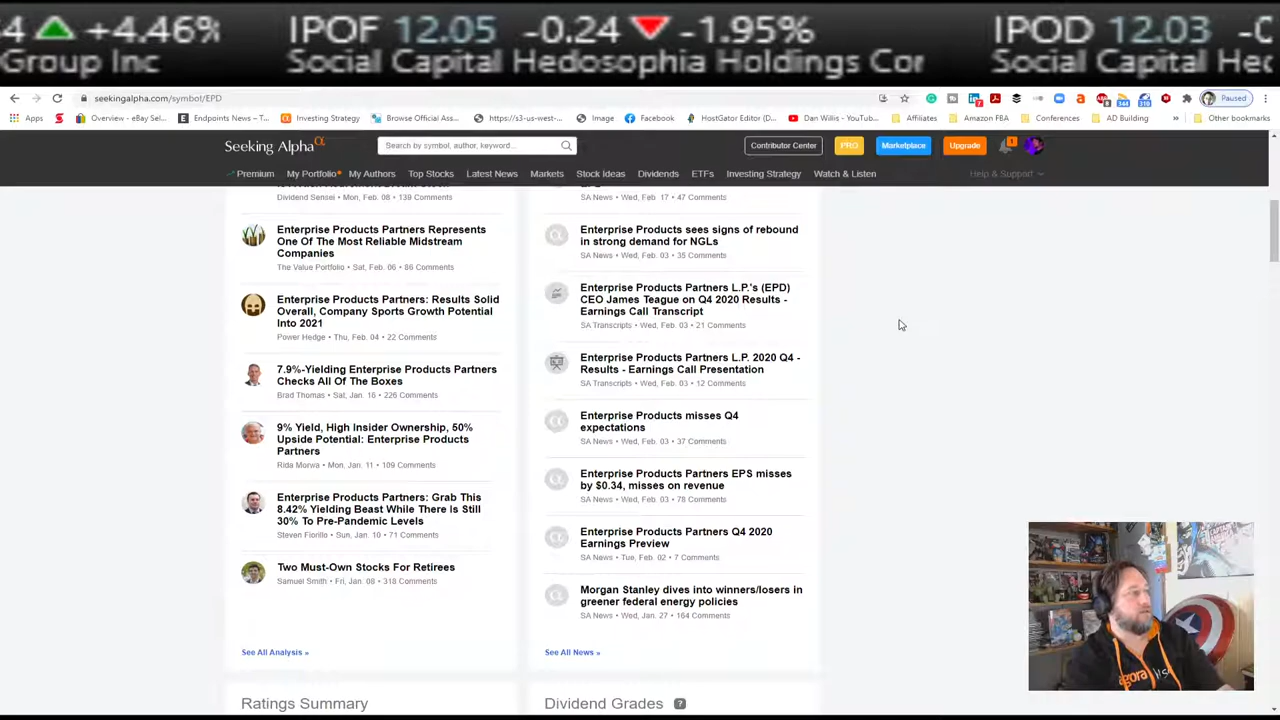 4 +4.46% IPOF 12.05 -0.24 -1.95% IPOD 12.03
Group Inc Social Capital Hedosophia Holdings Social Capital
seekingalpha.com/symbol/EPD Paused
Apps Overview - eBay Sel... Endpoints News – T... Investing Strategy Browse Official Ass... https://s3-us-west-... Image Facebook HostGator Editor (D... Dan Willis - YouTub... Affiliates Amazon FBA Conferences AD Building » Other bookmarks
Seeking Alpha α Search by symbol, author, keyword... Contributor Center PRO Marketplace Upgrade 1
Premium My Portfolio My Authors Top Stocks Latest News Markets Stock Ideas Dividends ETFs Investing Strategy Watch & Listen Help & Support
Dividend Sensei • Mon, Feb. 08 • 139 Comments
Enterprise Products Partners Represents
One Of The Most Reliable Midstream
Companies
The Value Portfolio • Sat, Feb. 06 • 86 Comments
Enterprise Products Partners: Results Solid
Overall, Company Sports Growth Potential
Into 2021
Power Hedge • Thu, Feb. 04 • 22 Comments
7.9%-Yielding Enterprise Products Partners
Checks All Of The Boxes
Brad Thomas • Sat, Jan. 16 • 226 Comments
9% Yield, High Insider Ownership, 50%
Upside Potential: Enterprise Products
Partners
Rida Morwa • Mon, Jan. 11 • 109 Comments
Enterprise Products Partners: Grab This
8.42% Yielding Beast While There Is Still
30% To Pre-Pandemic Levels
Steven Fiorillo • Sun, Jan. 10 • 71 Comments
Two Must-Own Stocks For Retirees
Samuel Smith • Fri, Jan. 08 • 318 Comments
See All Analysis »
Ratings Summary
SA News • Wed, Feb. 17 • 47 Comments
Enterprise Products sees signs of rebound
in strong demand for NGLs
SA News • Wed, Feb. 03 • 35 Comments
Enterprise Products Partners L.P.'s (EPD)
CEO James Teague on Q4 2020 Results -
Earnings Call Transcript
SA Transcripts • Wed, Feb. 03 • 21 Comments
Enterprise Products Partners L.P. 2020 Q4 -
Results - Earnings Call Presentation
SA Transcripts • Wed, Feb. 03 • 12 Comments
Enterprise Products misses Q4
expectations
SA News • Wed, Feb. 03 • 37 Comments
Enterprise Products Partners EPS misses
by $0.34, misses on revenue
SA News • Wed, Feb. 03 • 78 Comments
Enterprise Products Partners Q4 2020
Earnings Preview
SA News • Tue, Feb. 02 • 7 Comments
Morgan Stanley dives into winners/losers in
greener federal energy policies
SA News • Wed, Jan. 27 • 164 Comments
See All News »
Dividend Grades ?
agora